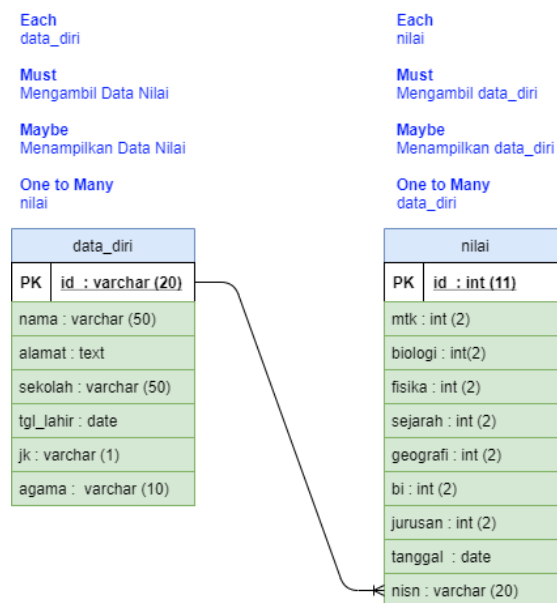 Each
data_diri
Must
Mengambil Data Nilai
Maybe
Menampilkan Data Nilai
One to Many
nilai
data_diri
PK id : varchar (20)
nama : varchar (50)
alamat : text
sekolah : varchar (50)
tgl_lahir : date
jk : varchar (1)
agama : varchar (10)
Each
nilai
Must
Mengambil data_diri
Maybe
Menampilkan data_diri
One to Many
data_diri
nilai
PK id : int (11)
mtk : int (2)
biologi : int(2)
fisika : int (2)
sejarah : int (2)
geografi : int (2)
bi : int (2)
jurusan : int (2)
tanggal : date
nisn : varchar (20)